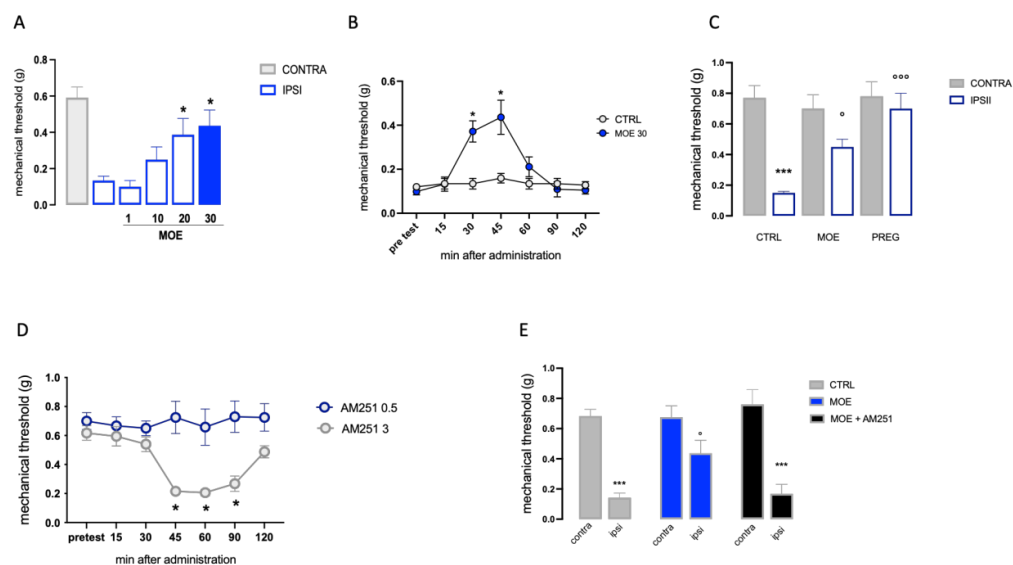 A
mechanical threshold (g)
0.8
0.6
0.4
0.2
0.0
* *
1 10 20 30
MOE
CONTRA
IPSI
B
mechanical threshold (g)
0.6
0.4
0.2
0.0
* *
pre test 15 30 45 60 90 120
min after administration
CTRL
MOE 30
C
mechanical threshold (g)
1.0
0.8
0.6
0.4
0.2
0.0
*** ° °°°
CTRL MOE PREG
CONTRA
IPSII
D
mechanical threshold (g)
1.0
0.8
0.6
0.4
0.2
0.0
* * *
pretest 15 30 45 60 90 120
min after administration
AM251 0.5
AM251 3
E
mechanical threshold (g)
1.0
0.8
0.6
0.4
0.2
0.0
*** ° ***
contra ipsi contra ipsi contra ipsi
CTRL
MOE
MOE + AM251